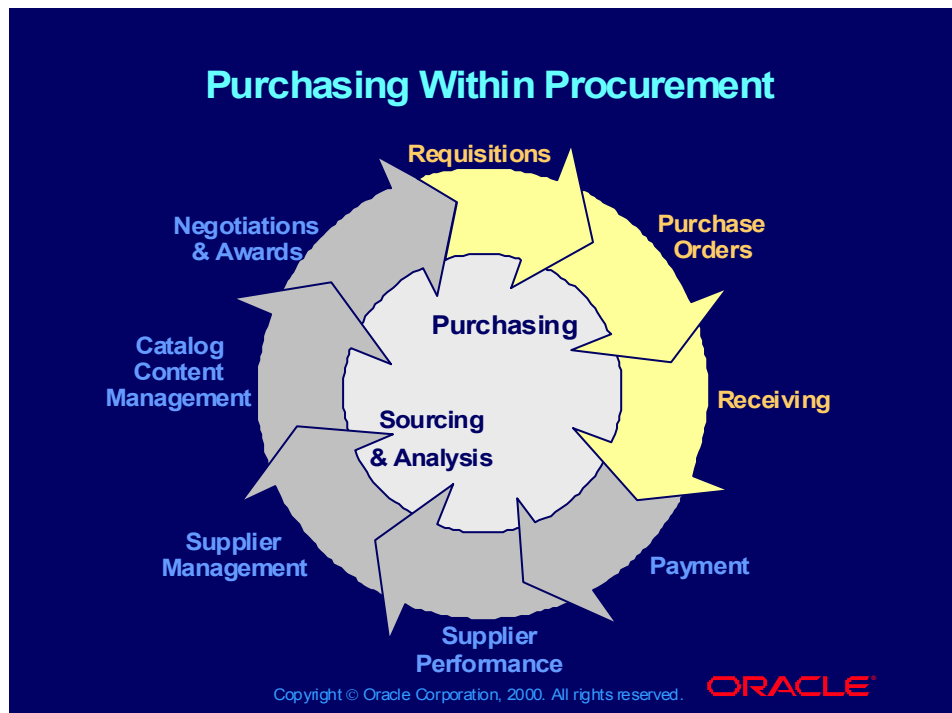 Purchasing Within Procurement
Requisitions
Purchase
Orders
Receiving
Payment
Supplier
Performance
Supplier
Management
Catalog
Content
Management
Negotiations
& Awards
Purchasing
Sourcing
& Analysis
Copyright © Oracle Corporation, 2000. All rights reserved.
ORACLE®